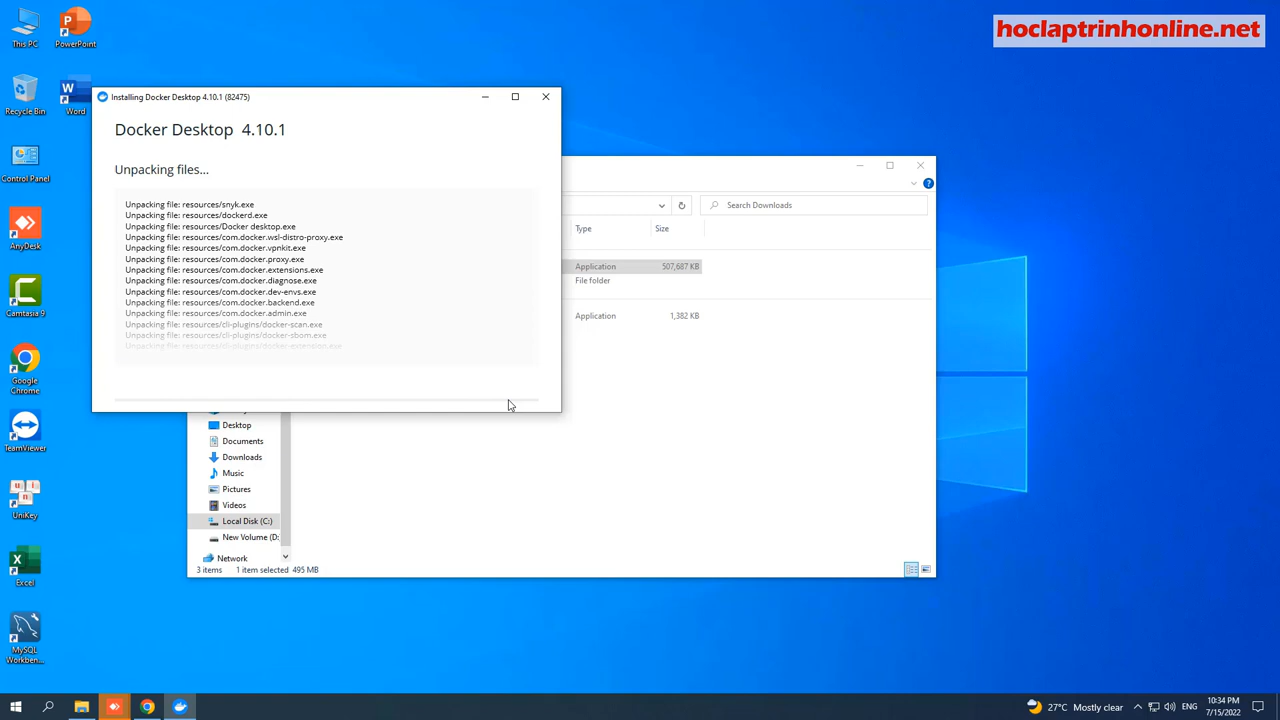 hoclaptrinhonline.net
This PC
PowerPoint
Recycle Bin
Word
Control Panel
AnyDesk
Camtasia 9
Google
Chrome
TeamViewer
UniKey
Excel
MySQL
Workben...
Installing Docker Desktop 4.10.1 (82475)
Docker Desktop 4.10.1
Unpacking files...
Unpacking file: resources/snyk.exe
Unpacking file: resources/dockerd.exe
Unpacking file: resources/Docker desktop.exe
Unpacking file: resources/com.docker.wsl-distro-proxy.exe
Unpacking file: resources/com.docker.vpnkit.exe
Unpacking file: resources/com.docker.proxy.exe
Unpacking file: resources/com.docker.extensions.exe
Unpacking file: resources/com.docker.diagnose.exe
Unpacking file: resources/com.docker.dev-envs.exe
Unpacking file: resources/com.docker.backend.exe
Unpacking file: resources/com.docker.admin.exe
Unpacking file: resources/cli-plugins/docker-scan.exe
Unpacking file: resources/cli-plugins/docker-sbom.exe
Unpacking file: resources/cli-plugins/docker-extension.exe
Search Downloads
Type Size
Application 507,687 KB
File folder
Application 1,382 KB
Desktop
Documents
Downloads
Music
Pictures
Videos
Local Disk (C:)
New Volume (D:
Network
3 items 1 item selected 495 MB
27°C Mostly clear
ENG
10:34 PM
7/15/2022